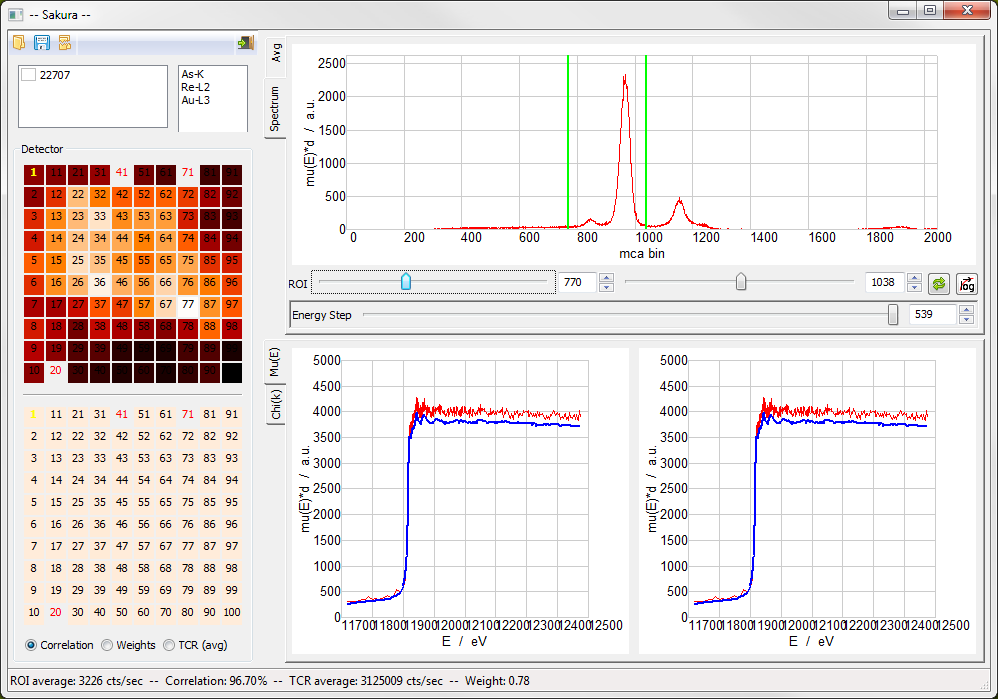 -- Sakura --
22707
As-K
Re-L2
Au-L3
Detector
1 11 21 31 41 51 61 71 81 91
2 12 22 32 42 52 62 72 82 92
3 13 23 33 43 53 63 73 83 93
4 14 24 34 44 54 64 74 84 94
5 15 25 35 45 55 65 75 85 95
6 16 26 36 46 56 66 76 86 96
7 17 27 37 47 57 67 77 87 97
8 18 28 38 48 58 68 78 88 98
9 19 29 39 49 59 69 79 89
10 20 30 40 50 60 70 80 90
1 11 21 31 41 51 61 71 81 91
2 12 22 32 42 52 62 72 82 92
3 13 23 33 43 53 63 73 83 93
4 14 24 34 44 54 64 74 84 94
5 15 25 35 45 55 65 75 85 95
6 16 26 36 46 56 66 76 86 96
7 17 27 37 47 57 67 77 87 97
8 18 28 38 48 58 68 78 88 98
9 19 29 39 49 59 69 79 89 99
10 20 30 40 50 60 70 80 90 100
Correlation Weights TCR (avg)
Avg
Spectrum
mu(E)*d / a.u.
2500
2000
1500
1000
500
0
0 200 400 600 800 1000 1200 1400 1600 1800 2000
mca bin
ROI 770 1038 log
Energy Step 539
Mu(E)
Chi(k)
mu(E)*d / a.u.
5000
4500
4000
3500
3000
2500
2000
1500
1000
500
0
11700 11800 11900 12000 12100 12200 12300 12400 12500
E / eV
mu(E)*d / a.u.
5000
4500
4000
3500
3000
2500
2000
1500
1000
500
0
11700 11800 11900 12000 12100 12200 12300 12400 12500
E / eV
ROI average: 3226 cts/sec -- Correlation: 96.70% -- TCR average: 3125009 cts/sec -- Weight: 0.78